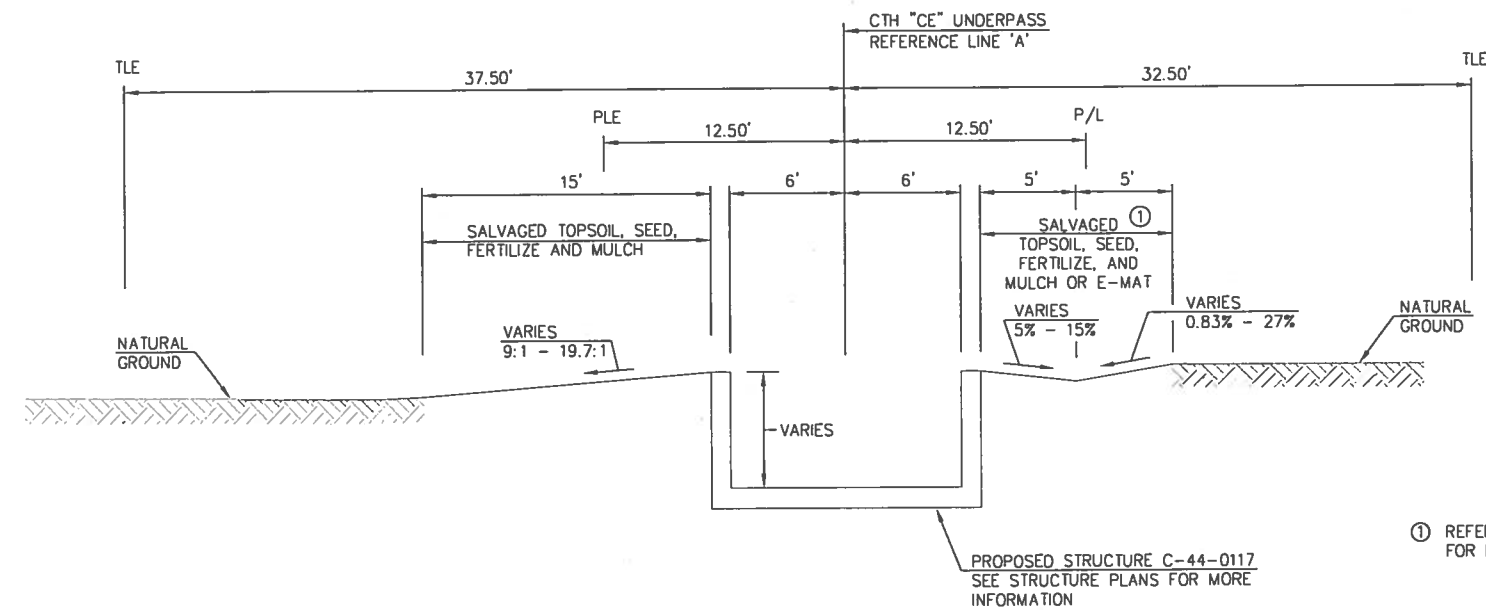 CTH "CE" UNDERPASS
REFERENCE LINE 'A'
TLE
37.50'
32.50'
TLE
PLE
12.50'
12.50'
P/L
15'
6'
6'
5'
5'
SALVAGED TOPSOIL, SEED,
FERTILIZE AND MULCH
SALVAGED ①
TOPSOIL, SEED,
FERTILIZE, AND
MULCH OR E-MAT
NATURAL
GROUND
VARIES
9:1 - 19.7:1
VARIES
5% - 15%
VARIES
0.83% - 27%
NATURAL
GROUND
VARIES
PROPOSED STRUCTURE C-44-0117
SEE STRUCTURE PLANS FOR MORE
INFORMATION
①
FOR